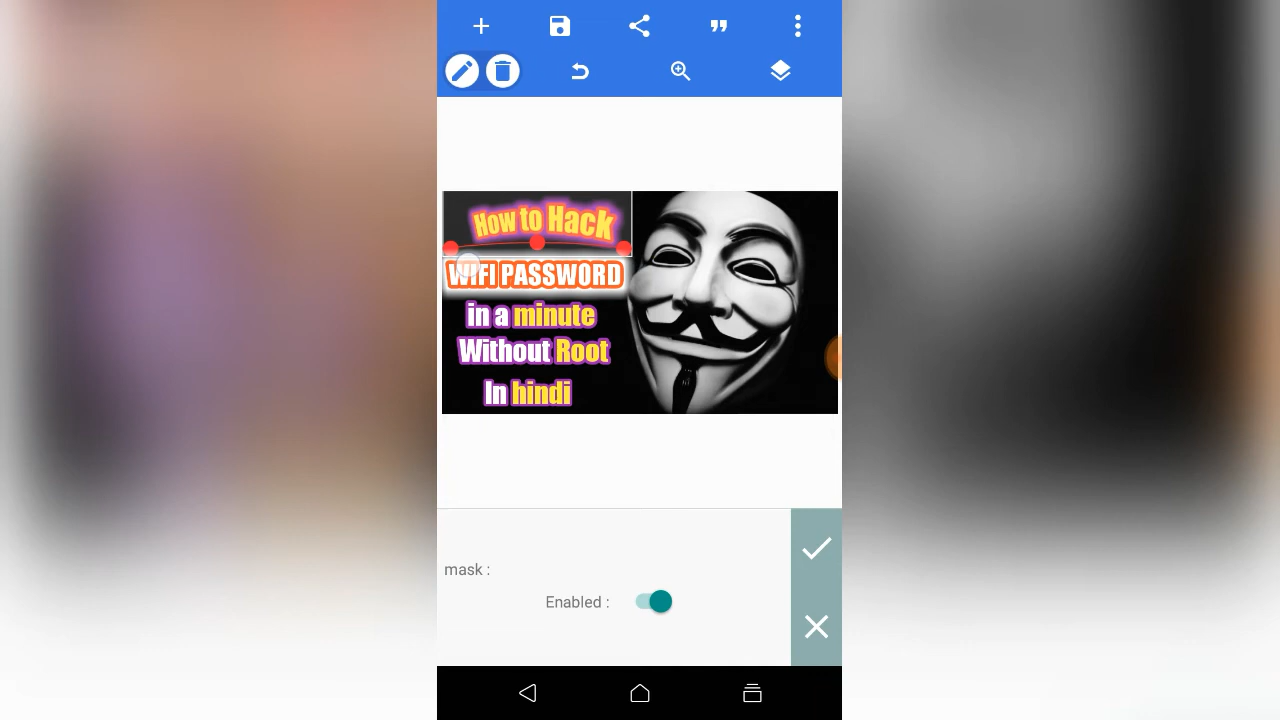 How to Hack
WIFI PASSWORD
in a minute
Without Root
In hindi
mask :
Enabled :